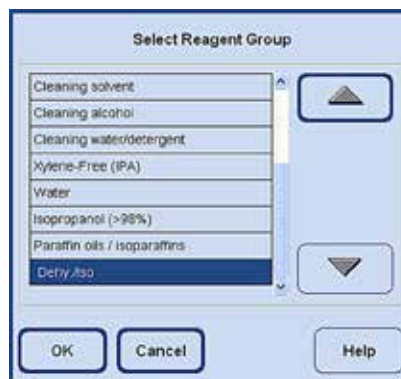 Select Reagent Group
Cleaning solvent
Cleaning alcohol
Cleaning water/detergent
Xylene-Free (IPA)
Water
Isopropanol (>98%)
Paraffin oils / isoparaffins
Dehy./Iso
OK
Cancel
Help